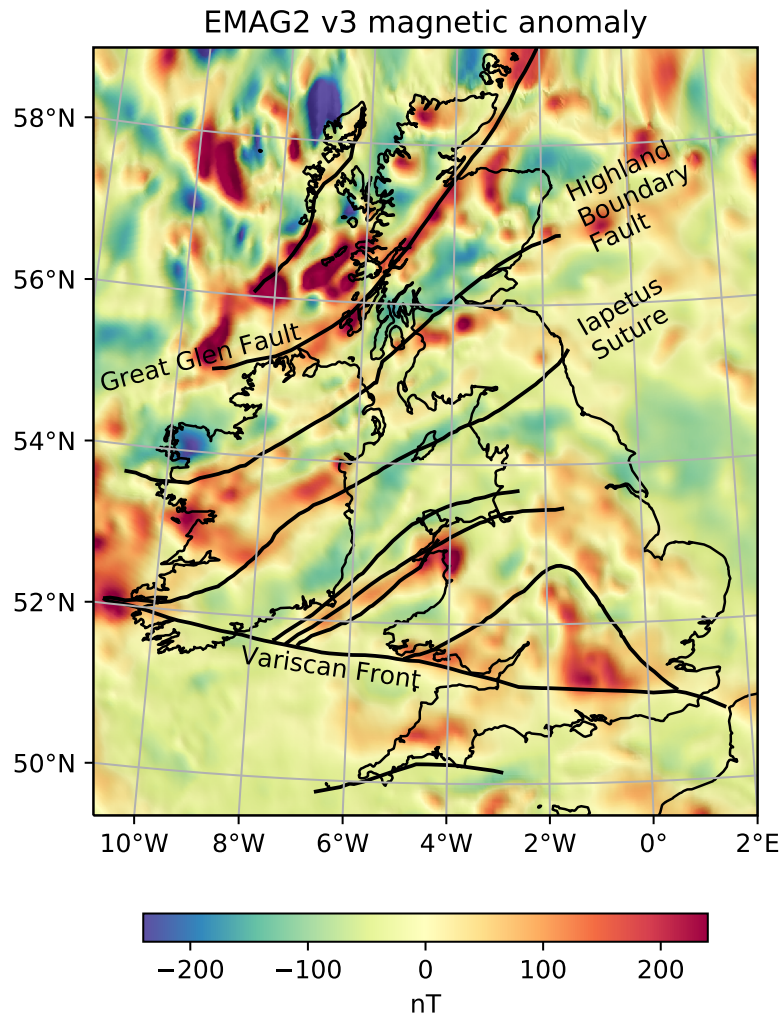 EMAG2 v3 magnetic anomaly
58°N
56°N
54°N
52°N
50°N
Highland
Boundary
Fault
Iapetus
Suture
Great Glen Fault
Variscan Front
10°W
8°W
6°W
4°W
2°W
0°
2°E
−200
−100
0
100
200
nT